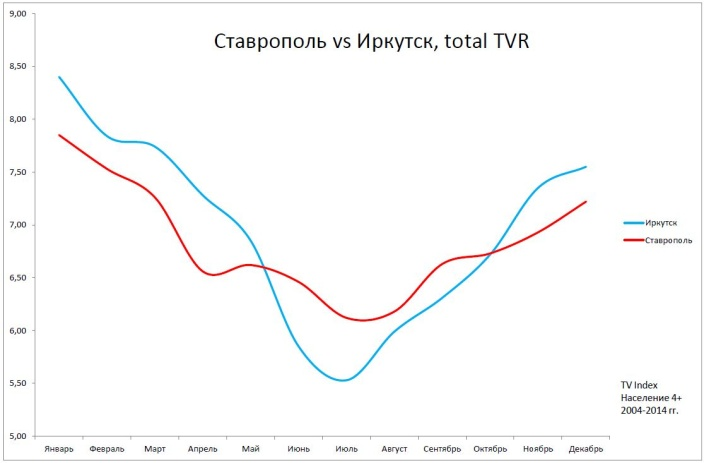 Ставрополь vs Иркутск, total TVR
9,00
8,50
8,00
7,50
7,00
6,50
6,00
5,50
5,00
Январь Февраль Март Апрель Май Июнь Июль Август Сентябрь Октябрь Ноябрь Декабрь
Иркутск
Ставрополь
TV Index
Население 4+
2004-2014 гг.